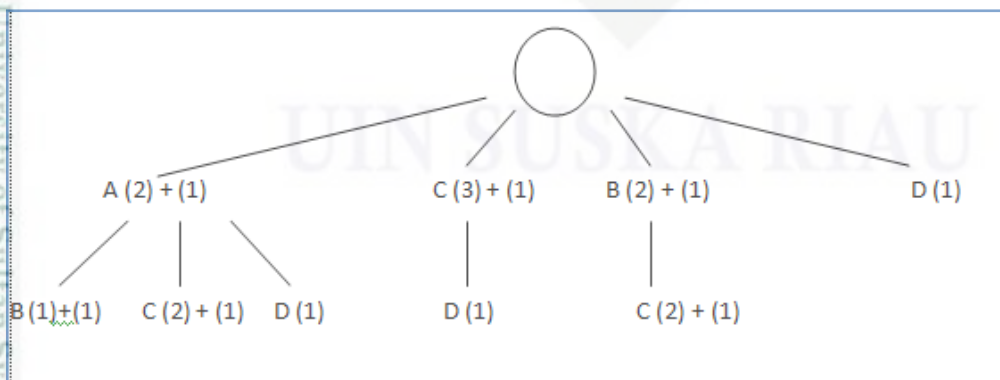 UIN SUSKA RIAU
A (2) + (1) C (3) + (1) B (2) + (1) D (1)
B (1)+(1) C (2) + (1) D (1) D (1) C (2) + (1)